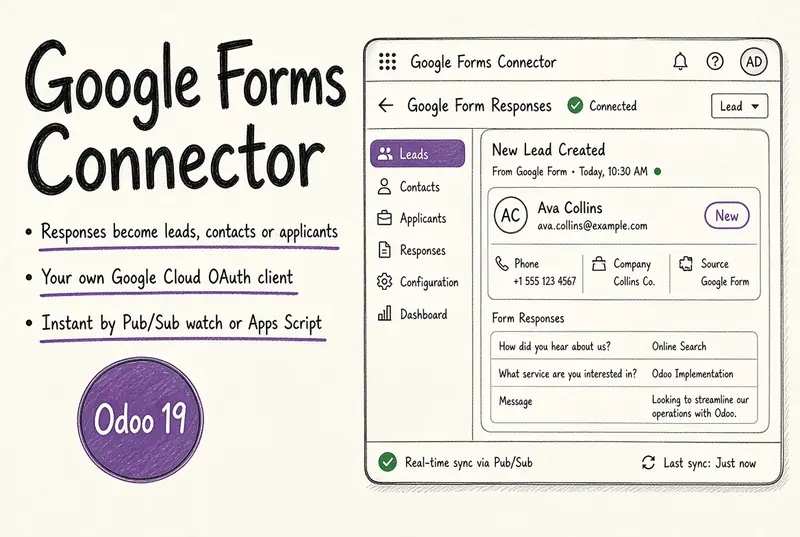 Google Forms
Connector
• Responses become leads, contacts or applicants
• Your own Google Cloud OAuth client
• Instant by Pub/Sub watch or Apps Script
Odoo 19
Google Forms Connector
AD
Google Form Responses
Connected
Lead
Leads
Contacts
Applicants
Responses
Configuration
Dashboard
New Lead Created
From Google Form • Today, 10:30 AM
AC
Ava Collins
ava.collins@example.com
New
Phone
+1 555 123 4567
Company
Collins Co.
Source
Google Form
Form Responses
How did you hear about us? Online Search
What service are you interested in? Odoo Implementation
Message Looking to streamline our
operations with Odoo.
Real-time sync via Pub/Sub
Last sync: Just now